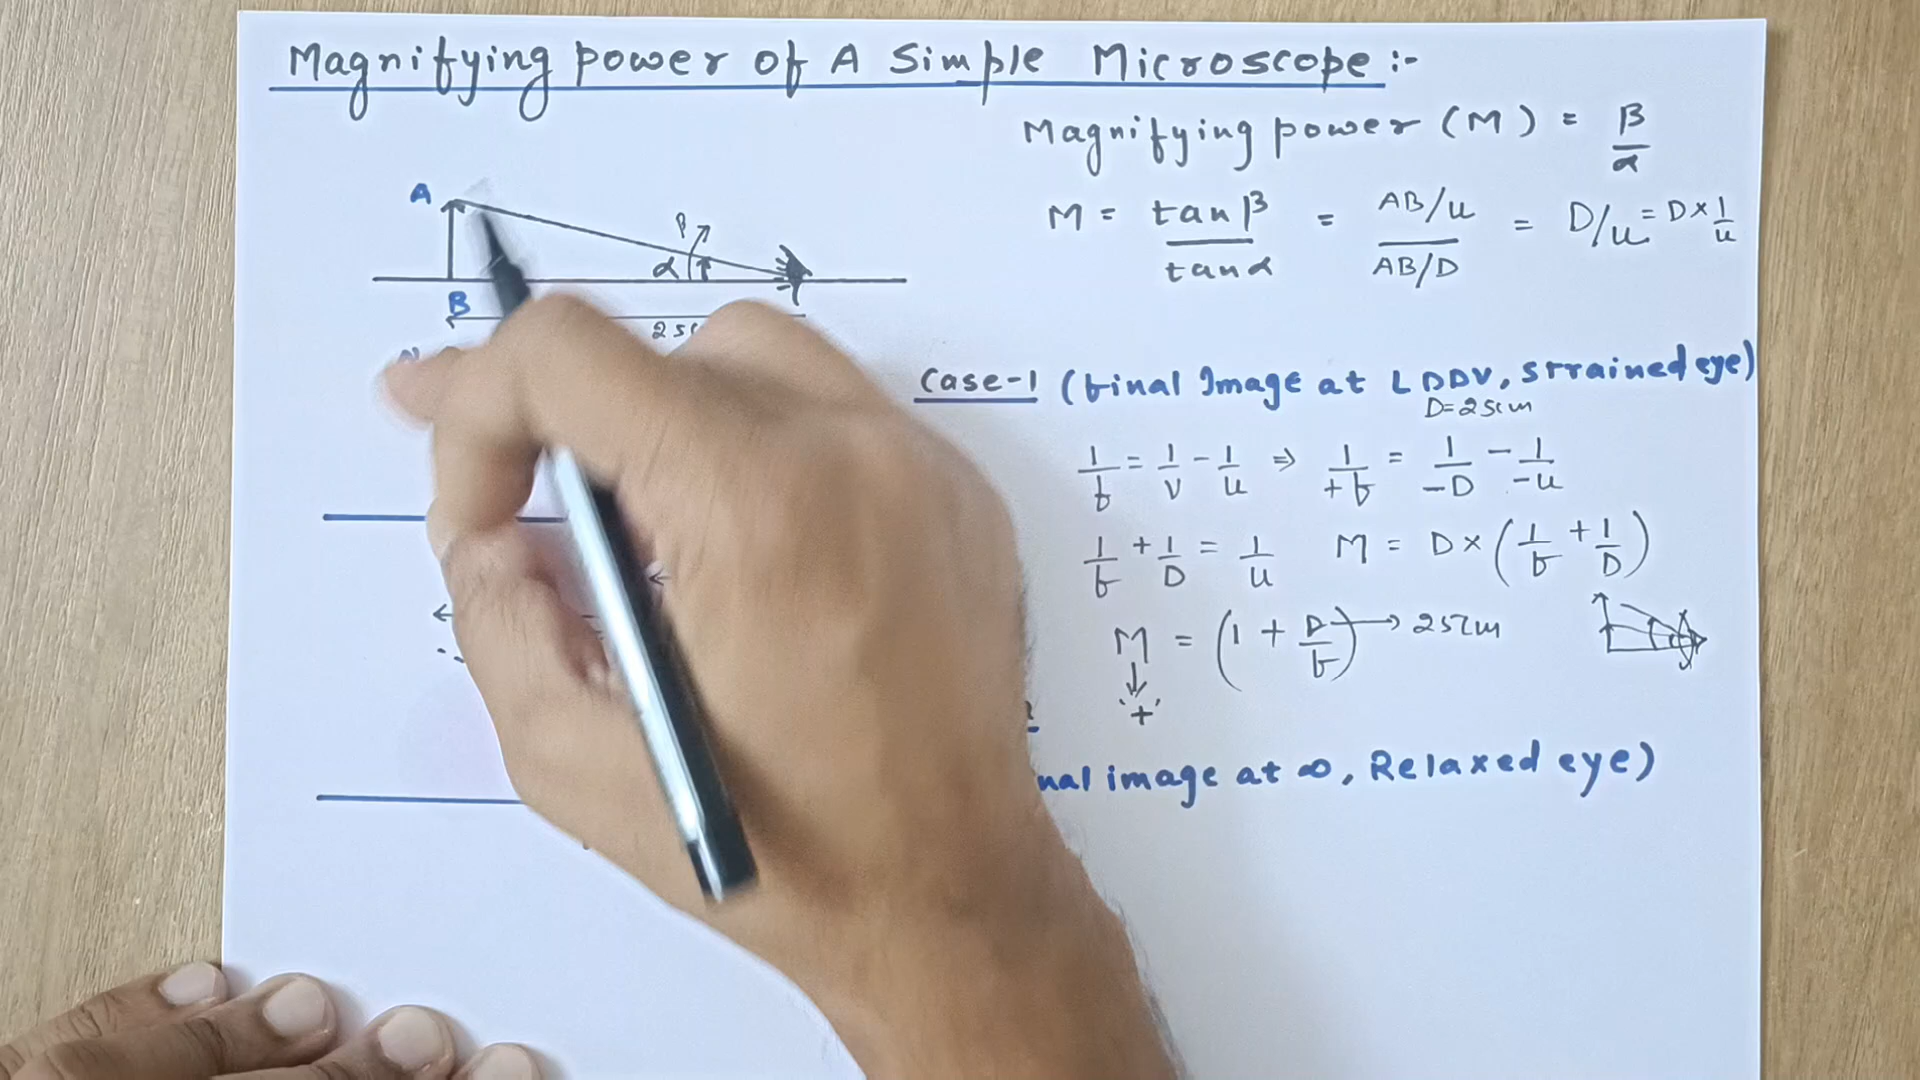 Magnifying power of A Simple Microscope :-
Magnifying power (M) = β/α
M = tanβ/tanα = AB/u / AB/D = D/u = D × 1/u
A
β
α
B
Case-1 (final Image at LDDV, strained eye)
D=25cm
1/f = 1/v - 1/u ⇒ 1/+f = 1/-D - 1/-u
1/f + 1/D = 1/u M = D × (1/f + 1/D)
M = (1 + D/f) → 25cm
↓
'+'
image at ∞, Relaxed eye)